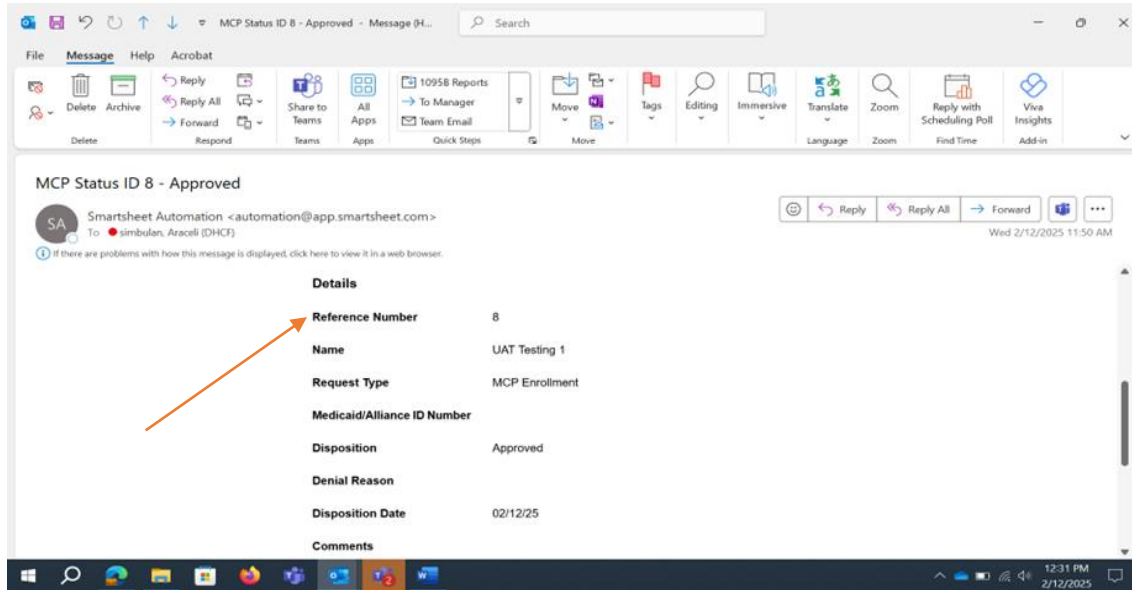 MCP Status ID 8 - Approved - Message (H...
Search
File Message Help Acrobat
Delete Archive
Reply
Reply All
Forward
Share to Teams
All Apps
1095B Reports
To Manager
Team Email
Move
Tags
Editing
Immersive
Translate
Zoom
Reply with Scheduling Poll
Viva Insights
Delete Respond Teams Apps Quick Steps Move Language Zoom Find Time Add-in
MCP Status ID 8 - Approved
SA
Smartsheet Automation <automation@app.smartsheet.com>
To simbulan, Araceli (DHCF)
Reply Reply All Forward
Wed 2/12/2025 11:50 AM
If there are problems with how this message is displayed, click here to view it in a web browser.
Details
Reference Number 8
Name UAT Testing 1
Request Type MCP Enrollment
Medicaid/Alliance ID Number
Disposition Approved
Denial Reason
Disposition Date 02/12/25
Comments
2
12:31 PM
2/12/2025